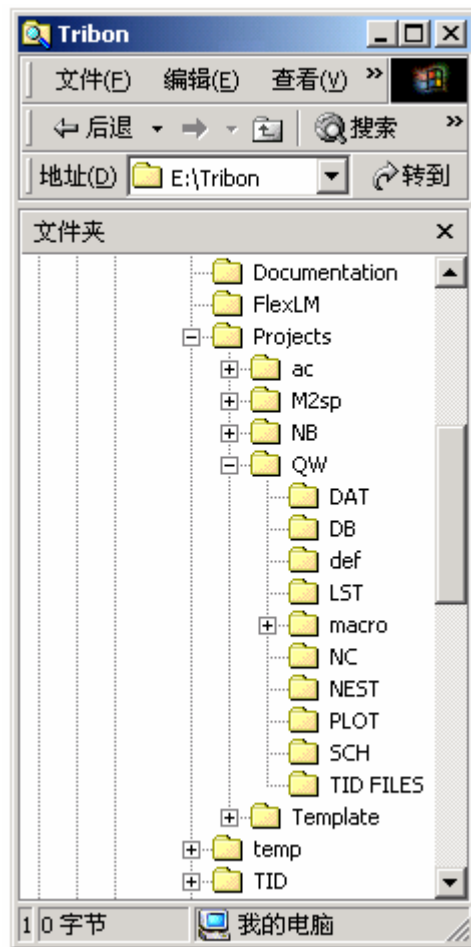 Tribon
文件(F) 编辑(E) 查看(V) »
后退 搜索 »
地址(D) E:\Tribon 转到
文件夹
Documentation
FlexLM
Projects
ac
M2sp
NB
QW
DAT
DB
def
LST
macro
NC
NEST
PLOT
SCH
TID FILES
Template
temp
TID
1 0 字节 我的电脑